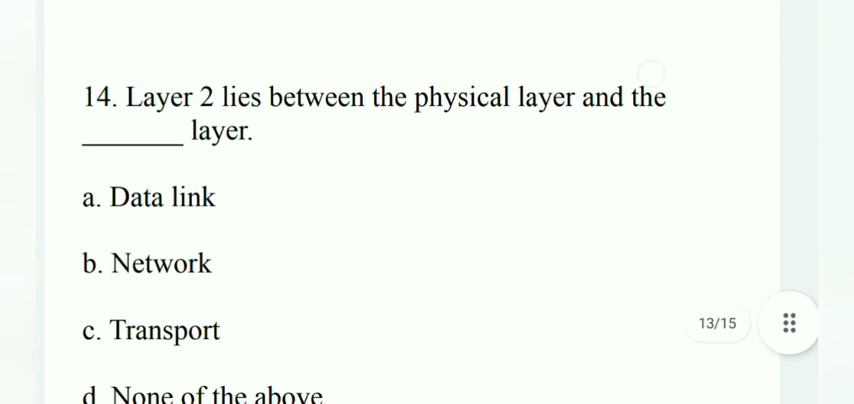 14. Layer 2 lies between the physical layer and the
________ layer.
a. Data link
b. Network
c. Transport
13/15
d. None of the above